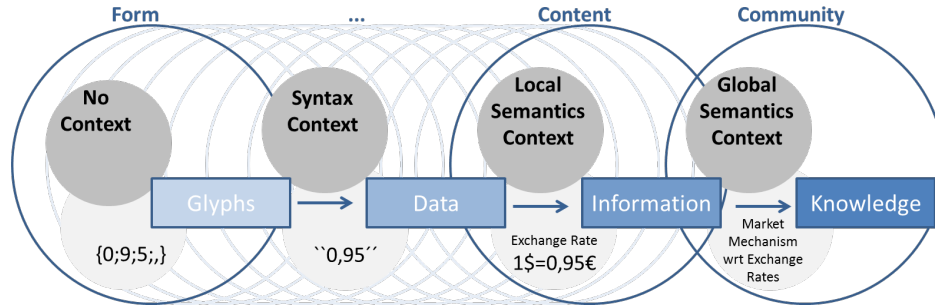 Form
...
Content
Community
No
Context
Syntax
Context
Local
Semantics
Context
Global
Semantics
Context
Glyphs
Data
Information
Knowledge
{0;9;5;,}
``0,95´´
Exchange Rate
1$=0,95€
Market
Mechanism
wrt Exchange
Rates